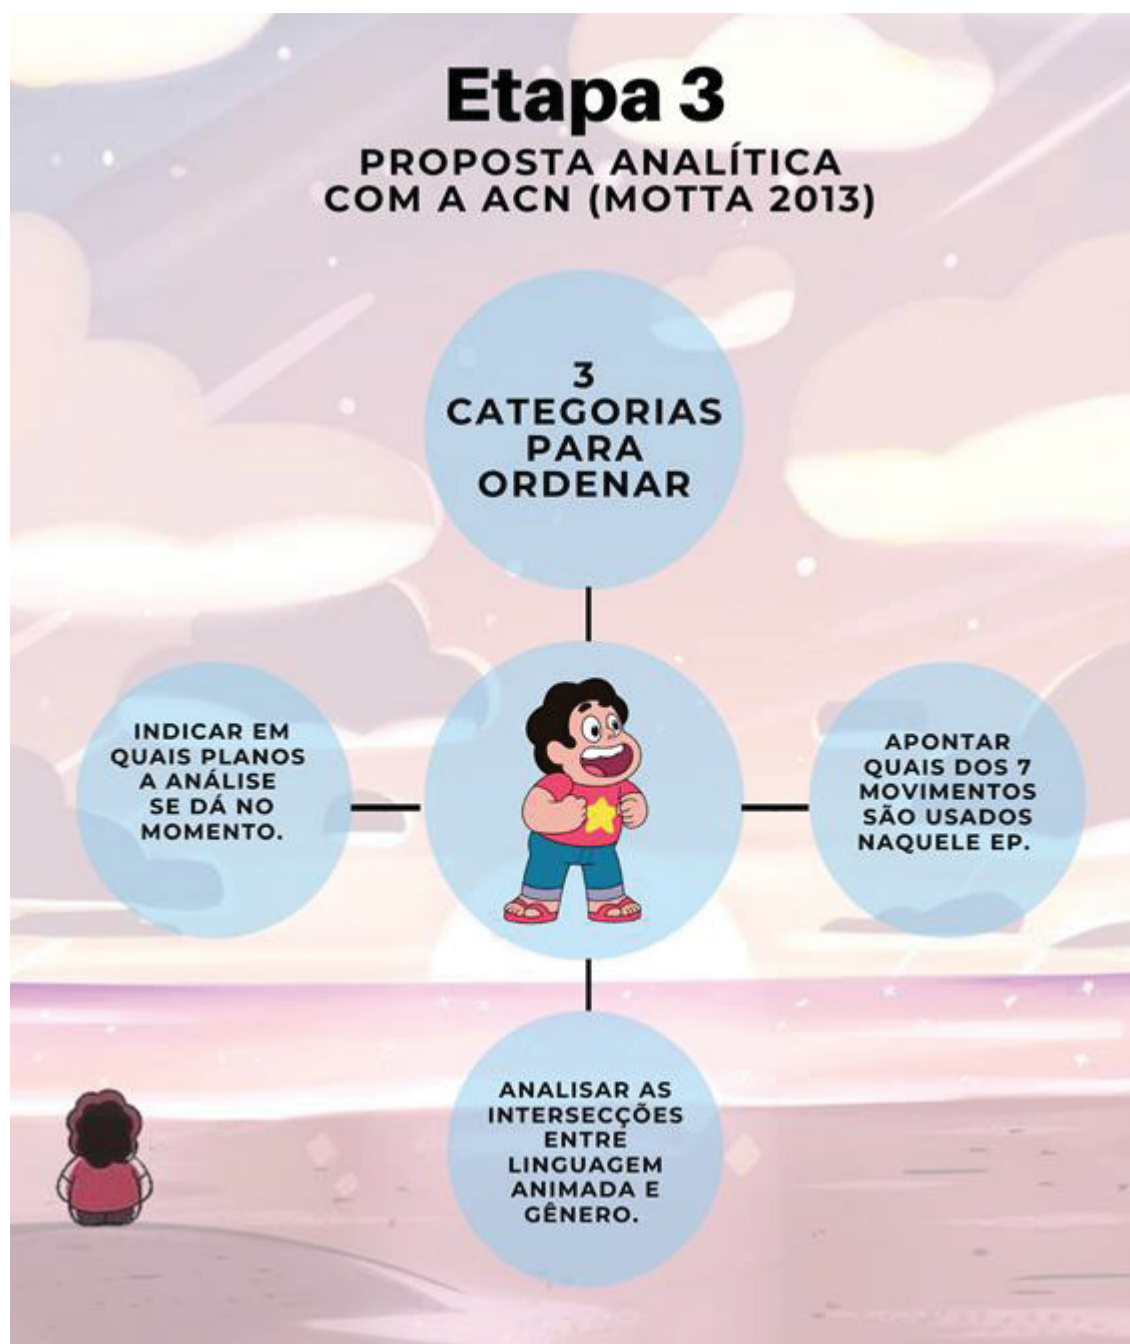 Etapa 3
PROPOSTA ANALÍTICA
COM A ACN (MOTTA 2013)
3
CATEGORIAS
PARA
ORDENAR
INDICAR EM
QUAIS PLANOS
A ANÁLISE
SE DÁ NO
MOMENTO.
APONTAR
QUAIS DOS 7
MOVIMENTOS
SÃO USADOS
NAQUELE EP.
ANALISAR AS
INTERSECÇÕES
ENTRE
LINGUAGEM
ANIMADA E
GÊNERO.